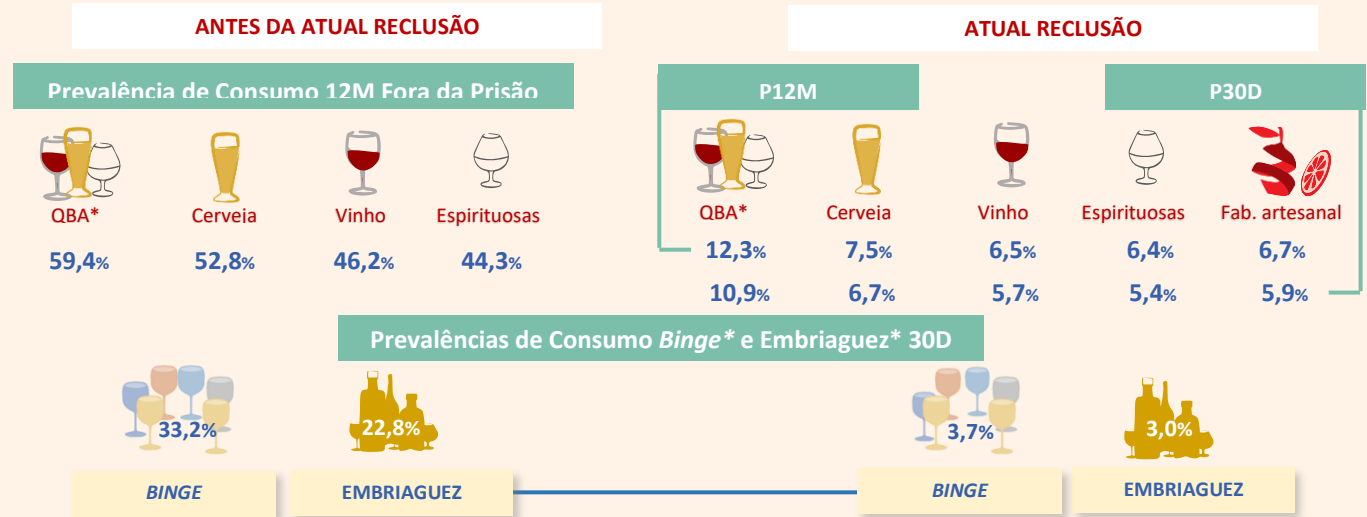 ANTES DA ATUAL RECLUSÃO
Prevalência de Consumo 12M Fora da Prisão
QBA* Cerveja Vinho Espirituosas
59,4% 52,8% 46,2% 44,3%
ATUAL RECLUSÃO
P12M P30D
QBA* Cerveja Vinho Espirituosas Fab. artesanal
12,3% 7,5% 6,5% 6,4% 6,7%
10,9% 6,7% 5,7% 5,4% 5,9%
Prevalências de Consumo Binge* e Embriaguez* 30D
33,2% 22,8% 3,7% 3,0%
BINGE EMBRIAGUEZ BINGE EMBRIAGUEZ